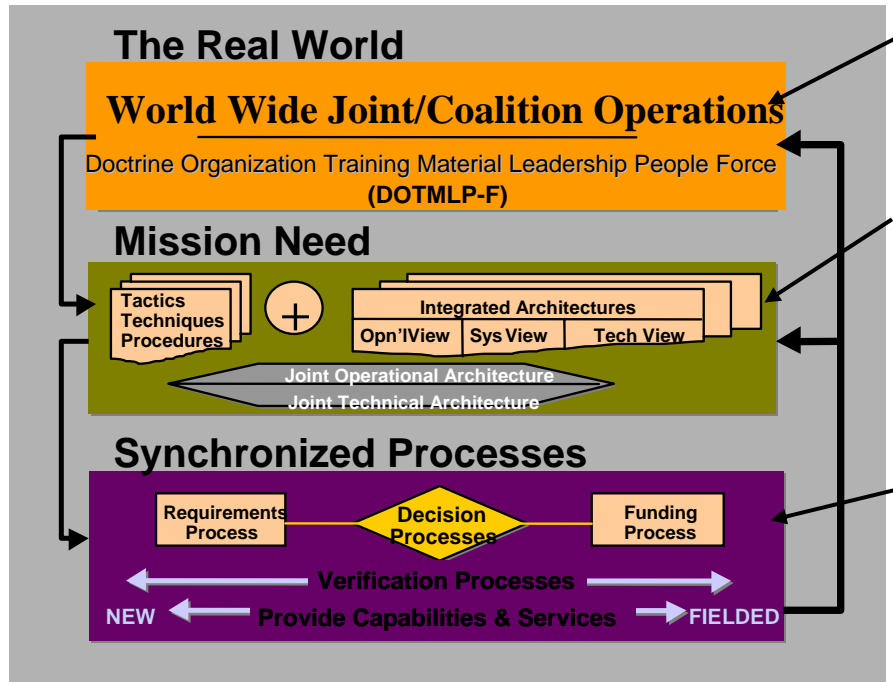 The Real World
World Wide Joint/Coalition Operations
Doctrine Organization Training Material Leadership People Force
(DOTMLP-F)
Mission Need
Tactics
Techniques
Procedures
+
Integrated Architectures
Opn'lView Sys View Tech View
Joint Operational Architecture
Joint Technical Architecture
Synchronized Processes
Requirements
Process
Decision
Processes
Funding
Process
Verification Processes
NEW Provide Capabilities & Services FIELDED